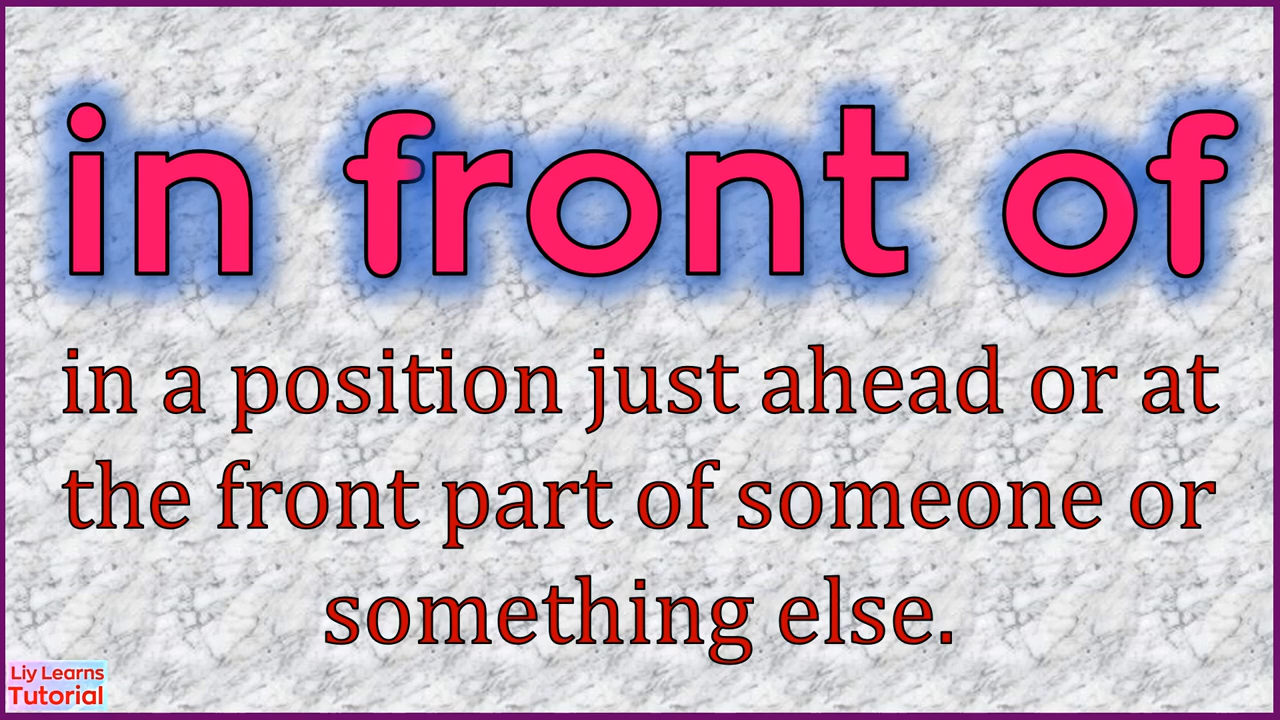 in front of
in a position just ahead or at
the front part of someone or
something else.
Liy Learns
Tutorial